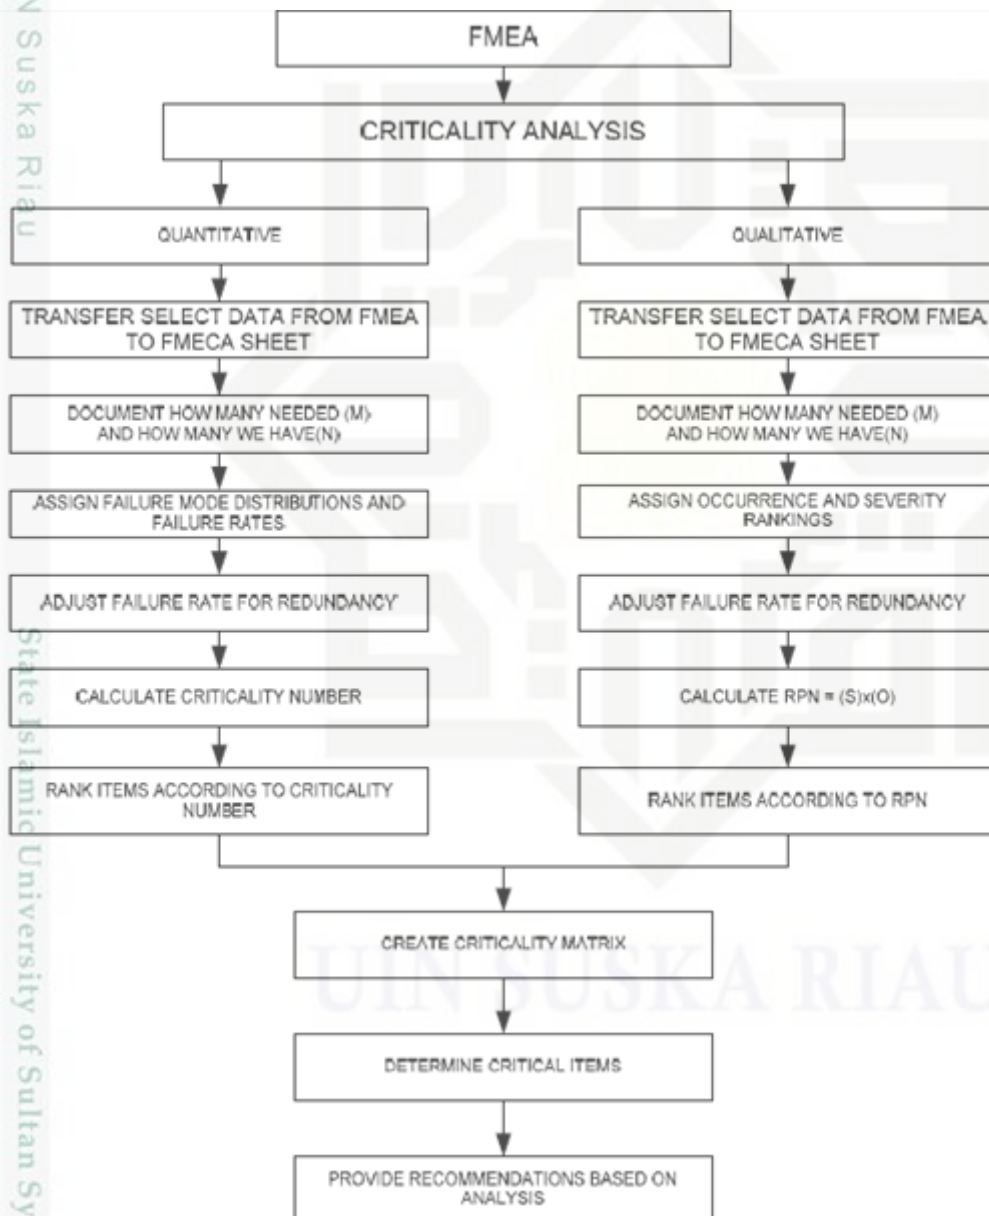 FMEA
CRITICALITY ANALYSIS
QUANTITATIVE
TRANSFER SELECT DATA FROM FMEA
TO FMECA SHEET
DOCUMENT HOW MANY NEEDED (M)
AND HOW MANY WE HAVE(N)
ASSIGN FAILURE MODE DISTRIBUTIONS AND
FAILURE RATES
ADJUST FAILURE RATE FOR REDUNDANCY
CALCULATE CRITICALITY NUMBER
RANK ITEMS ACCORDING TO CRITICALITY
NUMBER
QUALITATIVE
TRANSFER SELECT DATA FROM FMEA
TO FMECA SHEET
DOCUMENT HOW MANY NEEDED (M)
AND HOW MANY WE HAVE(N)
ASSIGN OCCURRENCE AND SEVERITY
RANKINGS
ADJUST FAILURE RATE FOR REDUNDANCY
CALCULATE RPN = (S)x(O)
RANK ITEMS ACCORDING TO RPN
CREATE CRITICALITY MATRIX
DETERMINE CRITICAL ITEMS
PROVIDE RECOMMENDATIONS BASED ON
ANALYSIS
UIN SUSKA RIAU
N Suska Riau
State Islamic University of Sultan Sy